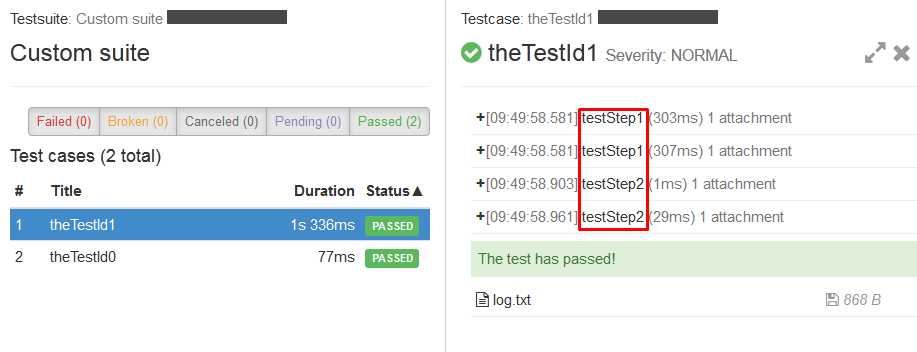 Testsuite: Custom suite
Custom suite
Failed (0) Broken (0) Canceled (0) Pending (0) Passed (2)
Test cases (2 total)
# Title Duration Status▲
1 theTestId1 1s 336ms PASSED
2 theTestId0 77ms PASSED
Testcase: theTestId1
theTestId1 Severity: NORMAL
+[09:49:58.581] testStep1 (303ms) 1 attachment
+[09:49:58.581] testStep1 (307ms) 1 attachment
+[09:49:58.903] testStep2 (1ms) 1 attachment
+[09:49:58.961] testStep2 (29ms) 1 attachment
The test has passed!
log.txt 868 B